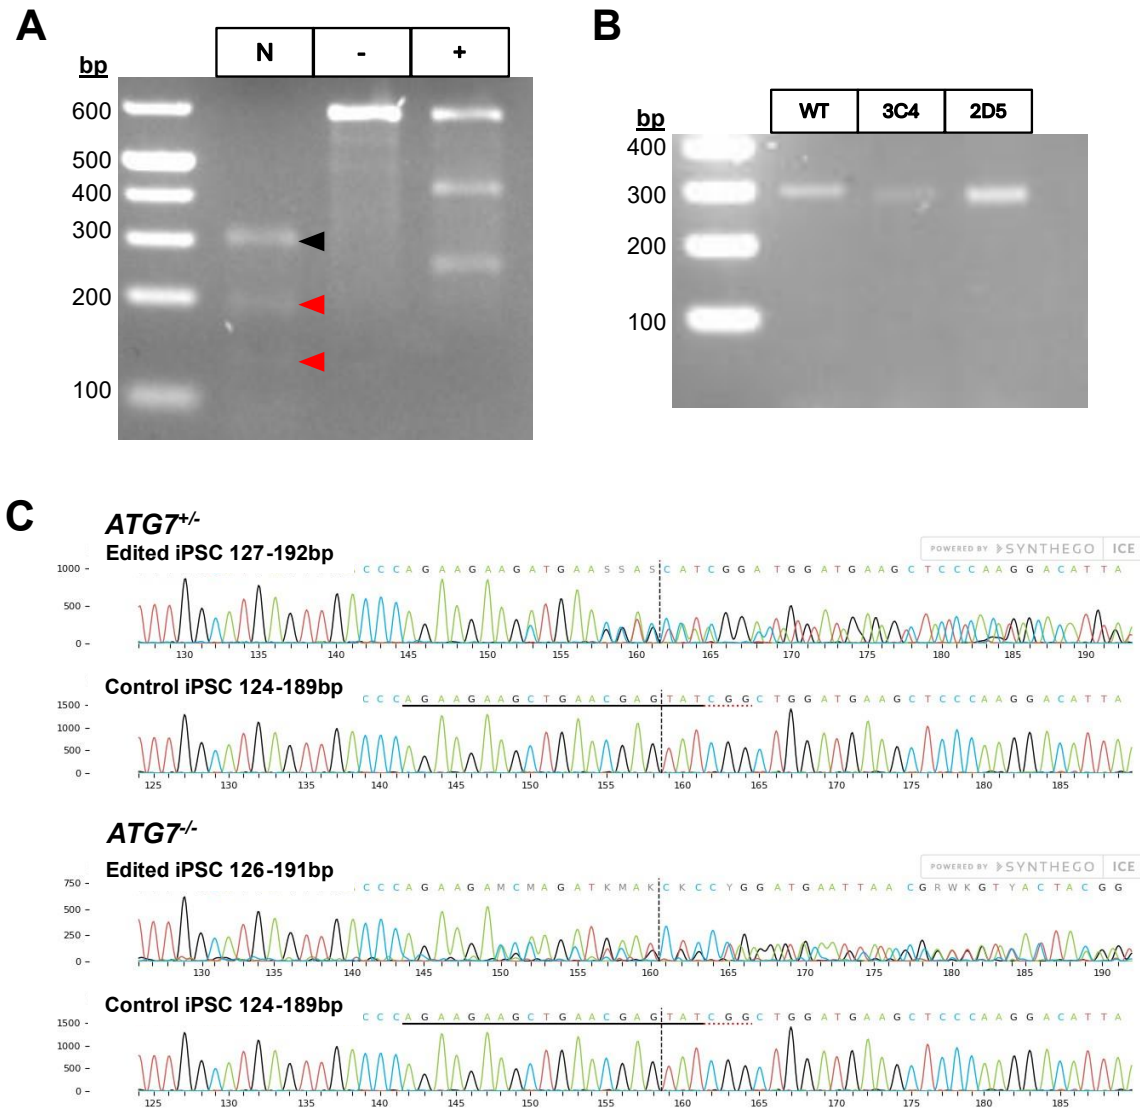 A
N - +
bp
600
500
400
300
200
100
B
WT 3C4 2D5
bp
400
300
200
100
C
ATG7+/-
Edited iPSC 127-192bp
POWERED BY SYNTHEGO ICE
C C C A G A A G A A G A T G A A S S A S C A T C G G A T G G A T G A A G C T C C C A A G G A C A T T A
1000
500
0
130 135 140 145 150 155 160 165 170 175 180 185 190
Control iPSC 124-189bp
C C C A G A A G A A G C T G A A C G A G T A T C G G C T G G A T G A A G C T C C C A A G G A C A T T A
1500
1000
500
0
125 130 135 140 145 150 155 160 165 170 175 180 185
ATG7-/-
Edited iPSC 126-191bp
POWERED BY SYNTHEGO ICE
C C C A G A A G A M C M A G A T K M A K C K C C Y G G A T G A A T T A A C G R W K G T Y A C T A C G G
750
500
250
0
130 135 140 145 150 155 160 165 170 175 180 185 190
Control iPSC 124-189bp
C C C A G A A G A A G C T G A A C G A G T A T C G G C T G G A T G A A G C T C C C A A G G A C A T T A
1500
1000
500
0
125 130 135 140 145 150 155 160 165 170 175 180 185